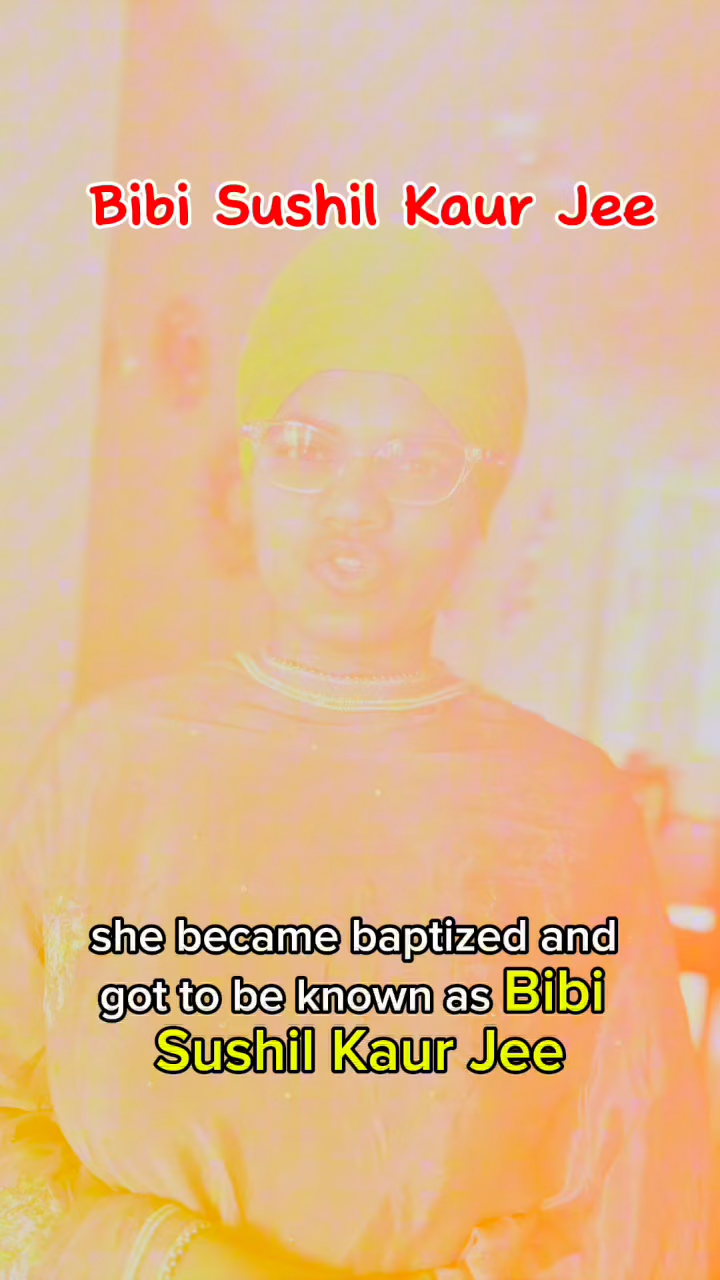 Bibi Sushil Kaur Jee
she became baptized and
got to be known as Bibi
Sushil Kaur Jee